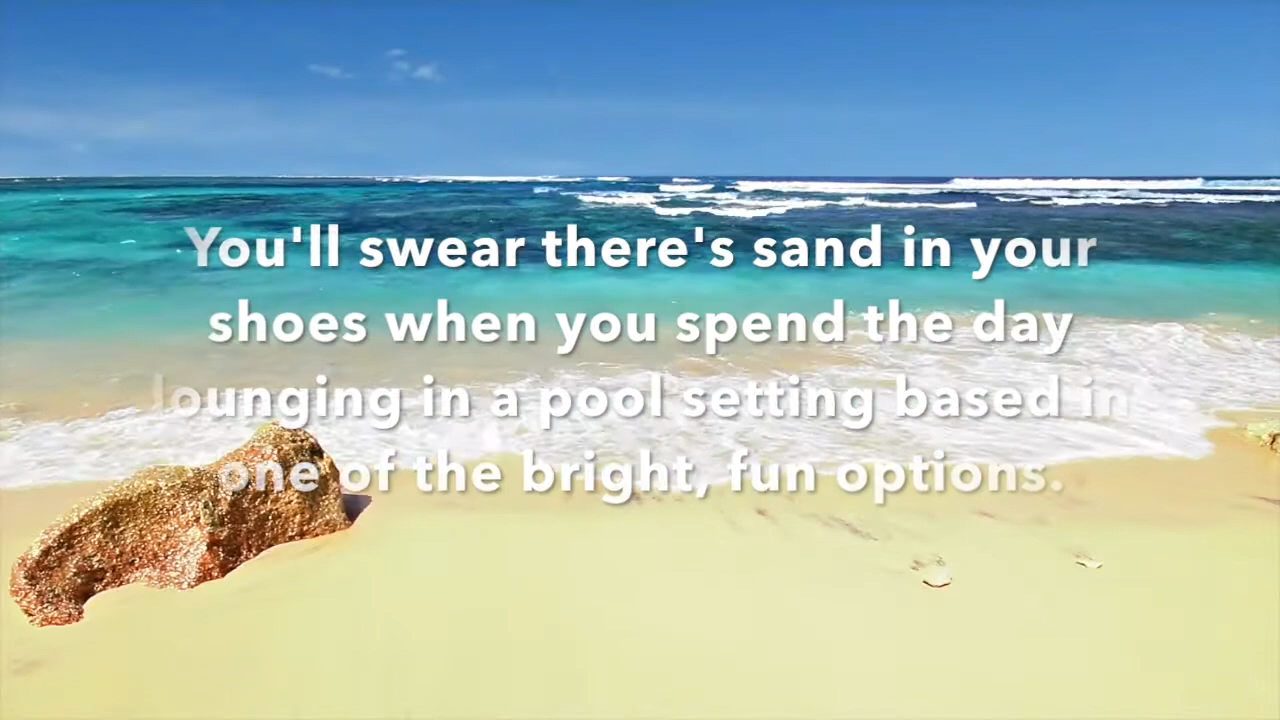 You'll swear there's sand in your
shoes when you spend the day
lounging in a pool setting based in
one of the bright, fun options.